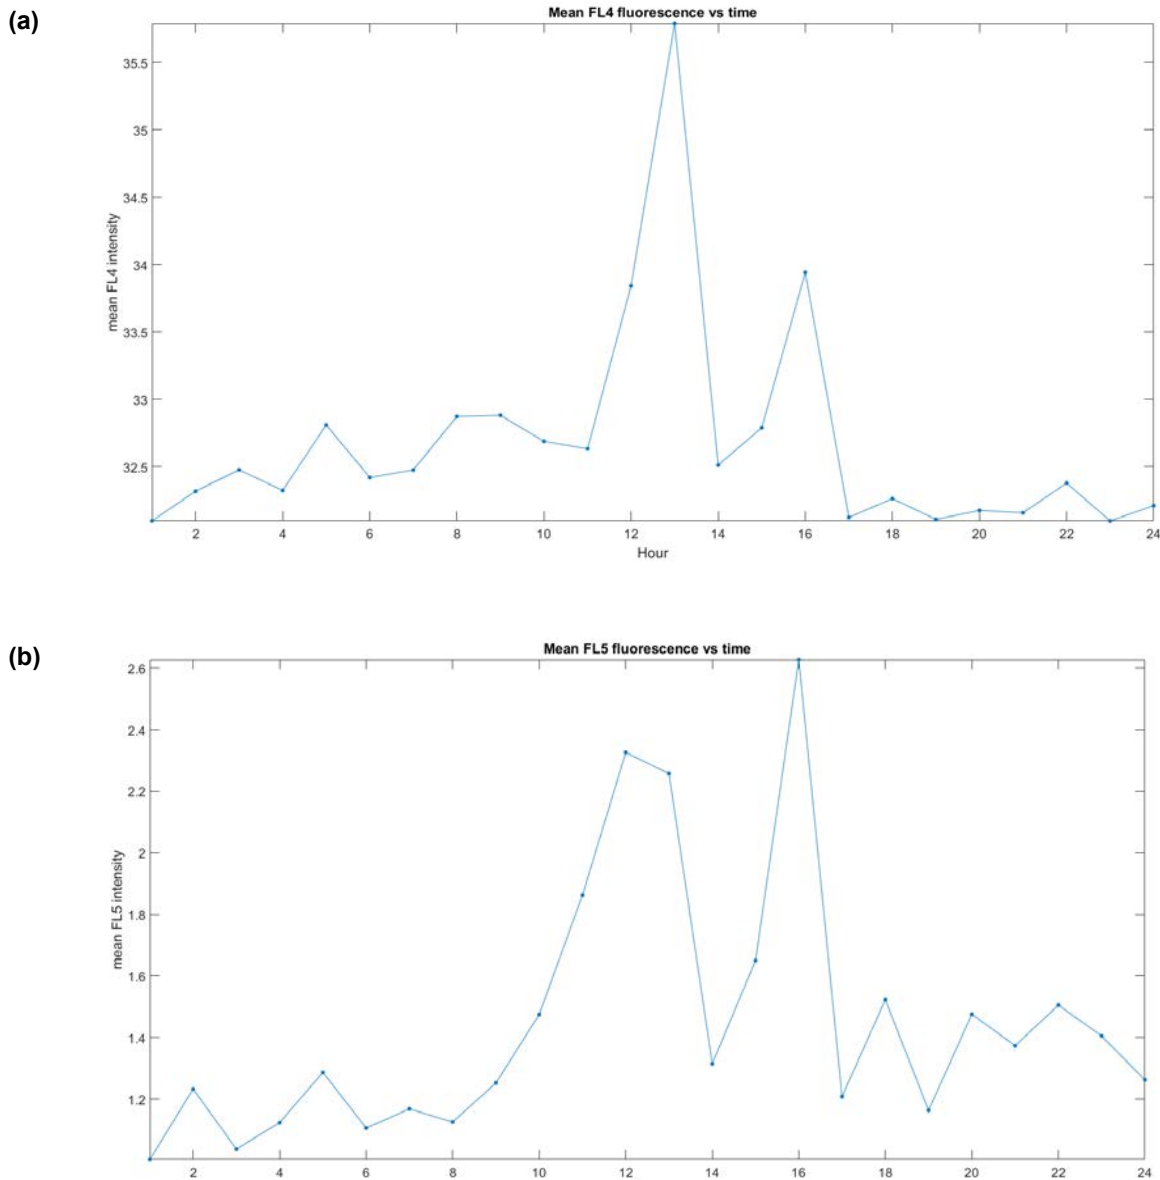 (a)
Mean FL4 fluorescence vs time
35.5
35
34.5
34
33.5
33
32.5
mean FL4 intensity
2 4 6 8 10 12 14 16 18 20 22 24
Hour
(b)
Mean FL5 fluorescence vs time
2.6
2.4
2.2
2
1.8
1.6
1.4
1.2
mean FL5 intensity
2 4 6 8 10 12 14 16 18 20 22 24